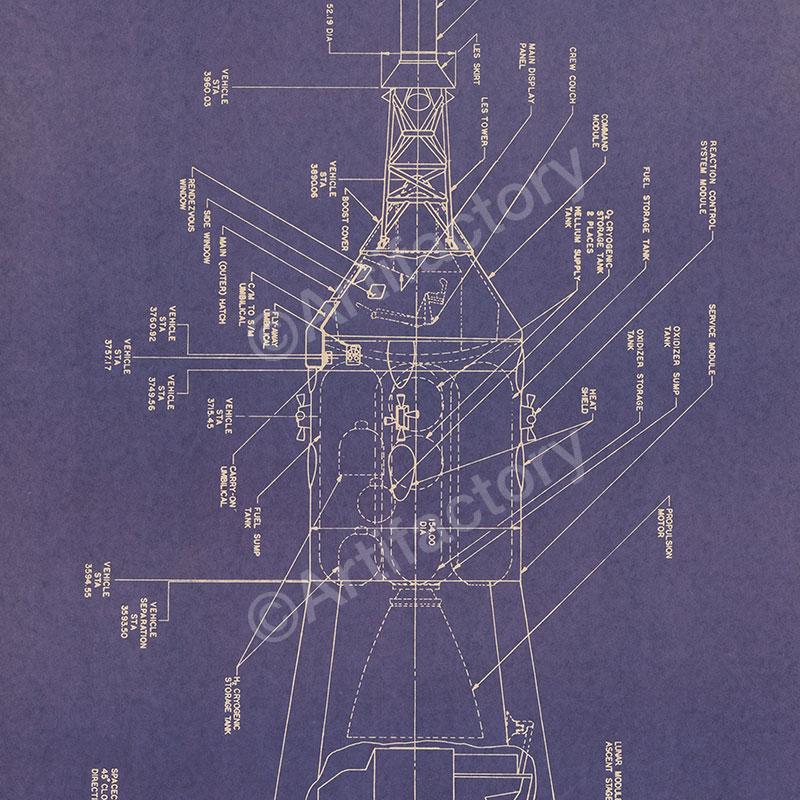 52.19 DIA
LES SKIRT
MAIN DISPLAY
PANEL
CREW COUCH
VEHICLE
STA
3960.03
LES TOWER
COMMAND
MODULE
REACTION CONTROL
SYSTEM MODULE
FUEL STORAGE TANK
VEHICLE
STA
3890.06
BOOST COVER
O₂ CRYOGENIC
STORAGE TANK
2 PLACES
HELLIUM SUPPLY
TANK
RENDEZVOUS
WINDOW
SIDE WINDOW
MAIN (OUTER) HATCH
C/M TO S/M
UMBILICAL
FLY-AWAY
UMBILICAL
©Artifactory
VEHICLE
STA
3760.92
VEHICLE
STA
3757.17
VEHICLE
STA
3749.56
VEHICLE
STA
3715.45
SERVICE MODULE
OXIDIZER SUMP
TANK
OXIDIZER STORAGE
TANK
HEAT
SHIELD
CARRY-ON
UMBILICAL
FUEL SUMP
TANK
154.00
DIA
PROPULSION
MOTOR
©Artifactory
VEHICLE
STA
3594.55
VEHICLE
SEPARATION
STA
3593.50
H₂ CRYOGENIC
STORAGE TANK
LUNAR MODUL
ASCENT STAGE
SPACEC
45° CLO
DIRECTI